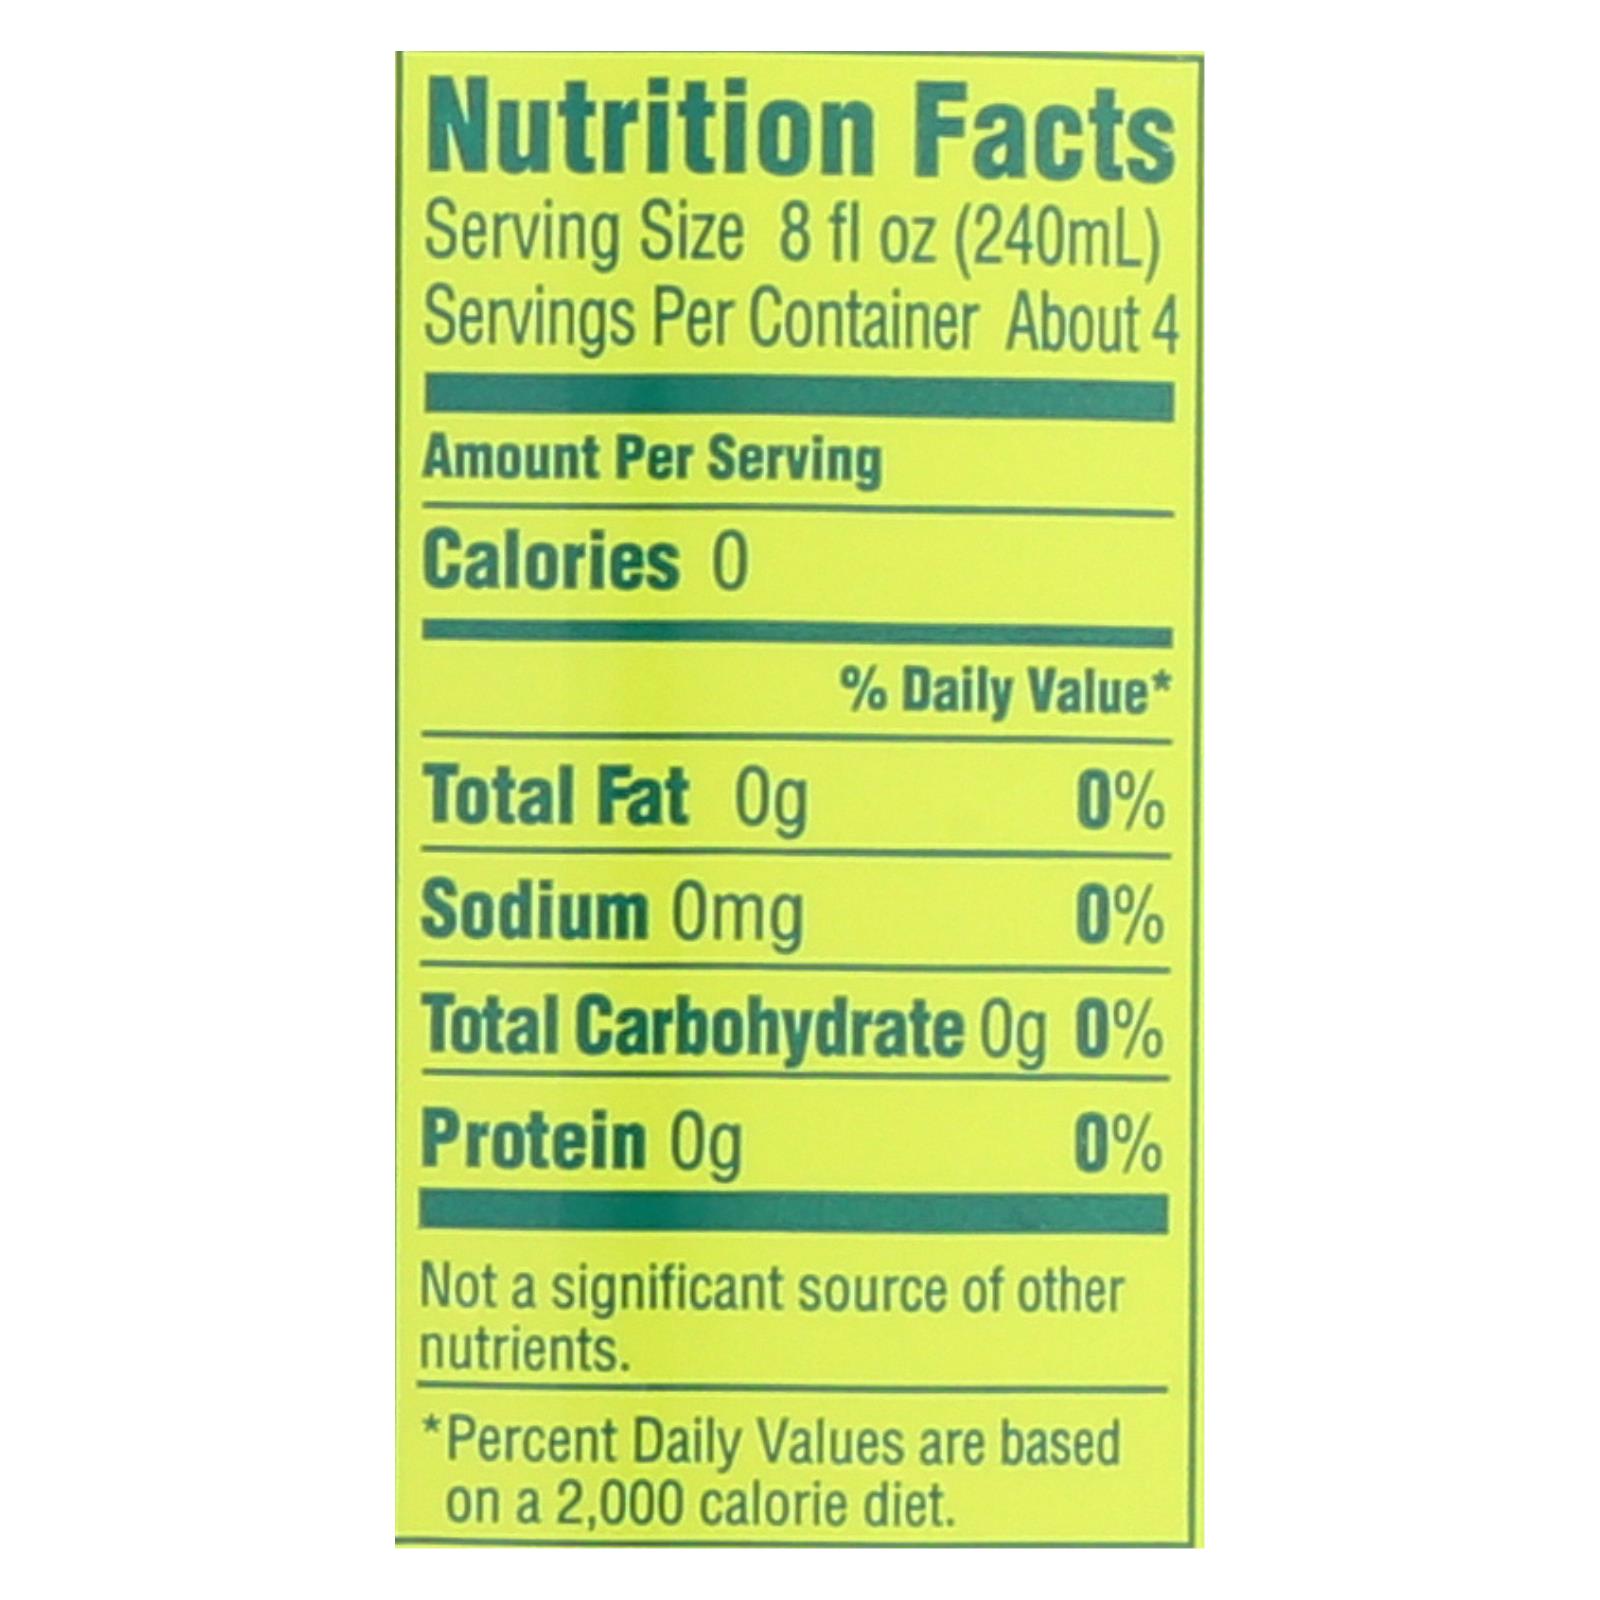 Nutrition Facts
Serving Size 8 fl oz (240mL)
Servings Per Container About 4
Amount Per Serving
Calories 0
% Daily Value*
Total Fat 0g 0%
Sodium 0mg 0%
Total Carbohydrate 0g 0%
Protein 0g 0%
Not a significant source of other
nutrients.
*Percent Daily Values are based
on a 2,000 calorie diet.